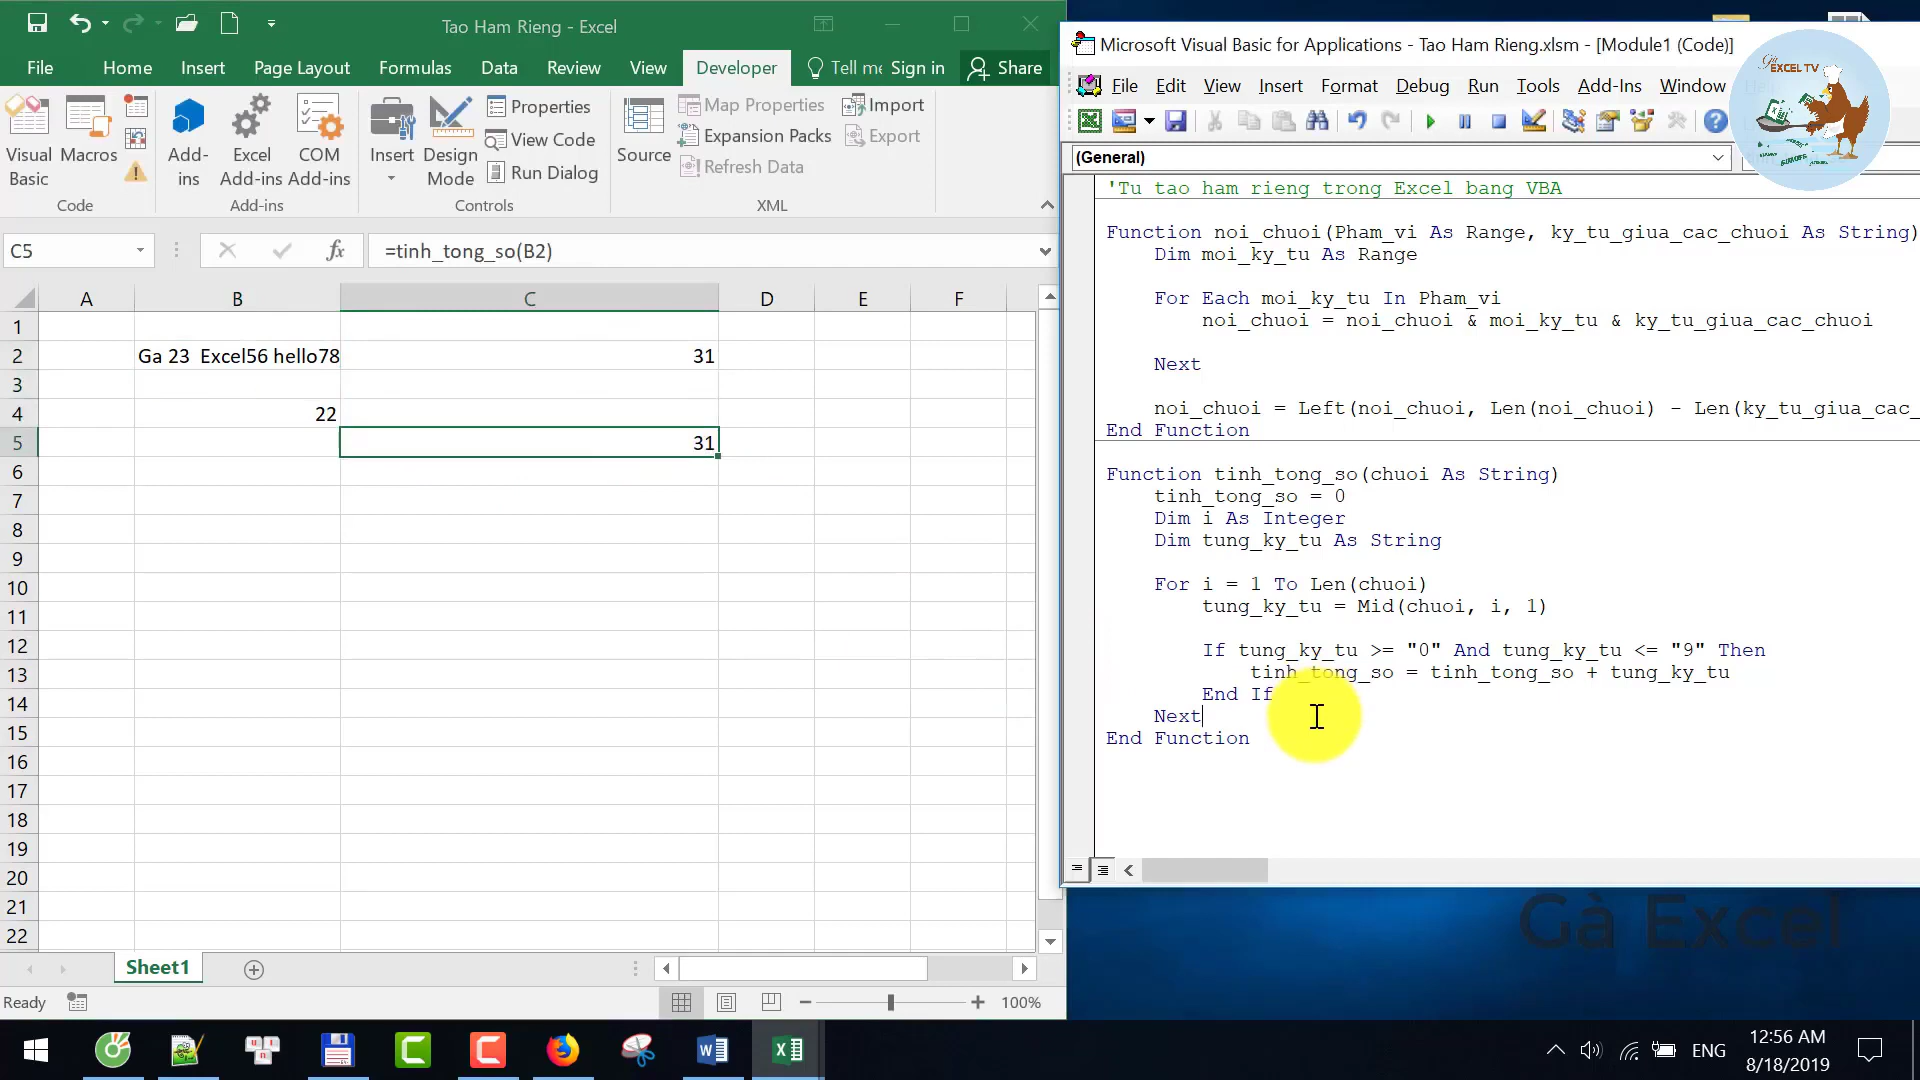 Tao Ham Rieng - Excel
File Home Insert Page Layout Formulas Data Review View Developer Tell me Sign in Share
Visual Basic
Macros
Code
Add-ins
Excel Add-ins
COM Add-ins
Add-ins
Insert
Design Mode
Properties
View Code
Run Dialog
Controls
Source
Map Properties
Expansion Packs
Refresh Data
Import
Export
XML
C5 fx =tinh_tong_so(B2)
A B C D E F
1
2 Ga 23 Excel56 hello78 31
3
4 22
5 31
6
7
8
9
10
11
12
13
14
15
16
17
18
19
20
21
22
Sheet1
Ready 100%
Microsoft Visual Basic for Applications - Tao Ham Rieng.xlsm - [Module1 (Code)]
File Edit View Insert Format Debug Run Tools Add-Ins Window
Gà
EXCEL TV
(General)
'Tu tao ham rieng trong Excel bang VBA
Function noi_chuoi(Pham_vi As Range, ky_tu_giua_cac_chuoi As String)
Dim moi_ky_tu As Range
For Each moi_ky_tu In Pham_vi
noi_chuoi = noi_chuoi & moi_ky_tu & ky_tu_giua_cac_chuoi
Next
noi_chuoi = Left(noi_chuoi, Len(noi_chuoi) - Len(ky_tu_giua_cac_
End Function
Function tinh_tong_so(chuoi As String)
tinh_tong_so = 0
Dim i As Integer
Dim tung_ky_tu As String
For i = 1 To Len(chuoi)
tung_ky_tu = Mid(chuoi, i, 1)
If tung_ky_tu >= "0" And tung_ky_tu <= "9" Then
tinh_tong_so = tinh_tong_so + tung_ky_tu
End If
Next
End Function
Gà Excel
ENG
12:56 AM
8/18/2019